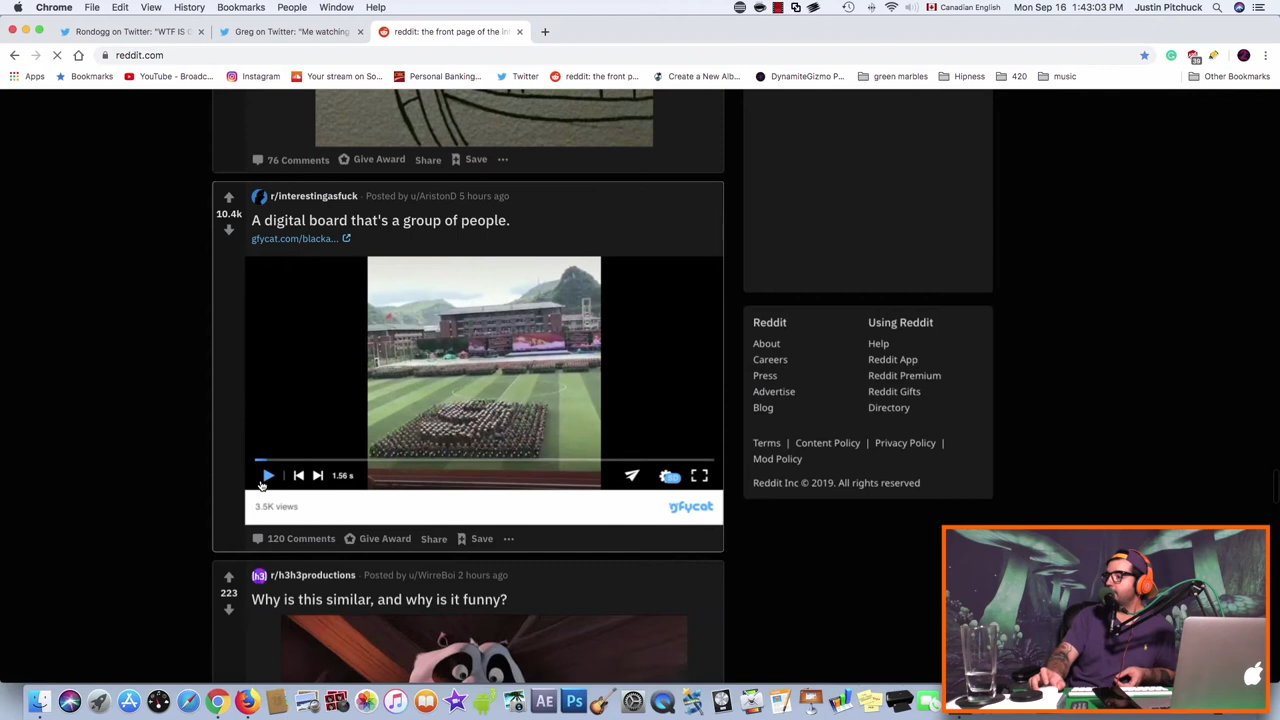 Chrome File Edit View History Bookmarks People Window Help Canadian English Mon Sep 16 1:43:03 PM Justin Pitchuck
Rondogg on Twitter: "WTF IS Greg on Twitter: "Me watching reddit: the front page of the in
reddit.com
39
Apps Bookmarks YouTube - Broadc... Instagram Your stream on So... Personal Banking... Twitter reddit: the front p... Create a New Alb... DynamiteGizmo P... green marbles Hipness 420 music Other Bookmarks
76 Comments Give Award Share Save
r/interestingasfuck · Posted by u/AristonD 5 hours ago
10.4k
A digital board that's a group of people.
gfycat.com/blacka...
1.56 s
SD
3.5K views
gfycat
120 Comments Give Award Share Save
h3 r/h3h3productions · Posted by u/WirreBoi 2 hours ago
223
Why is this similar, and why is it funny?
Reddit Using Reddit
About Help
Careers Reddit App
Press Reddit Premium
Advertise Reddit Gifts
Blog Directory
Terms | Content Policy | Privacy Policy |
Mod Policy
Reddit Inc © 2019. All rights reserved
AE Ps